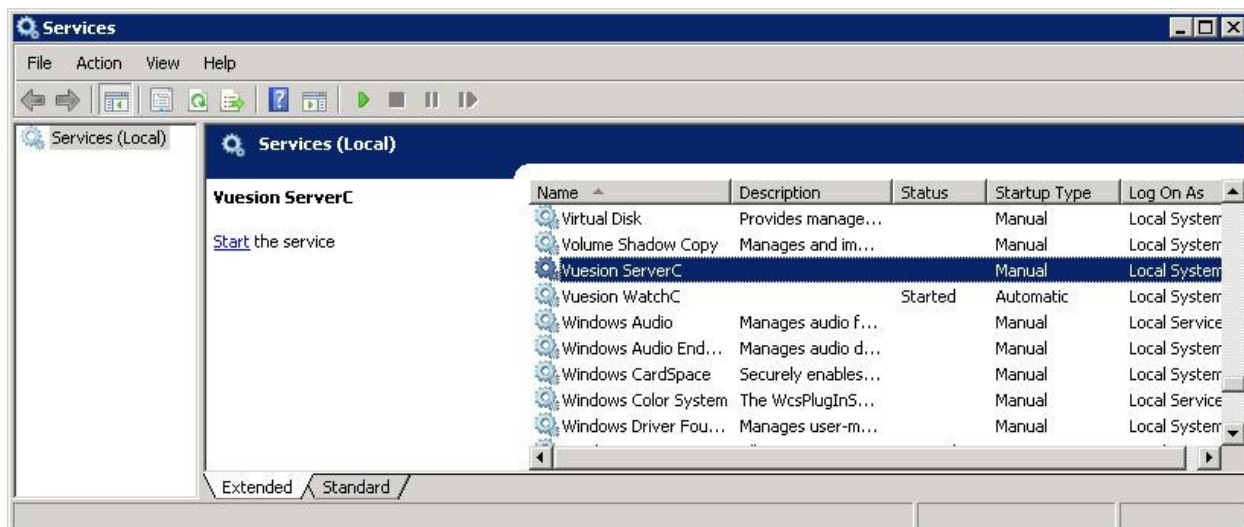 Services
File Action View Help
Services (Local)
Services (Local)
Vuesion ServerC
Start the service
Name Description Status Startup Type Log On As
Virtual Disk Provides manage... Manual Local System
Volume Shadow Copy Manages and im... Manual Local System
Vuesion ServerC Manual Local System
Vuesion WatchC Started Automatic Local System
Windows Audio Manages audio f... Manual Local Service
Windows Audio End... Manages audio d... Manual Local System
Windows CardSpace Securely enables... Manual Local System
Windows Color System The WcsPlugInS... Manual Local Service
Windows Driver Fou... Manages user-m... Manual Local System
Extended Standard